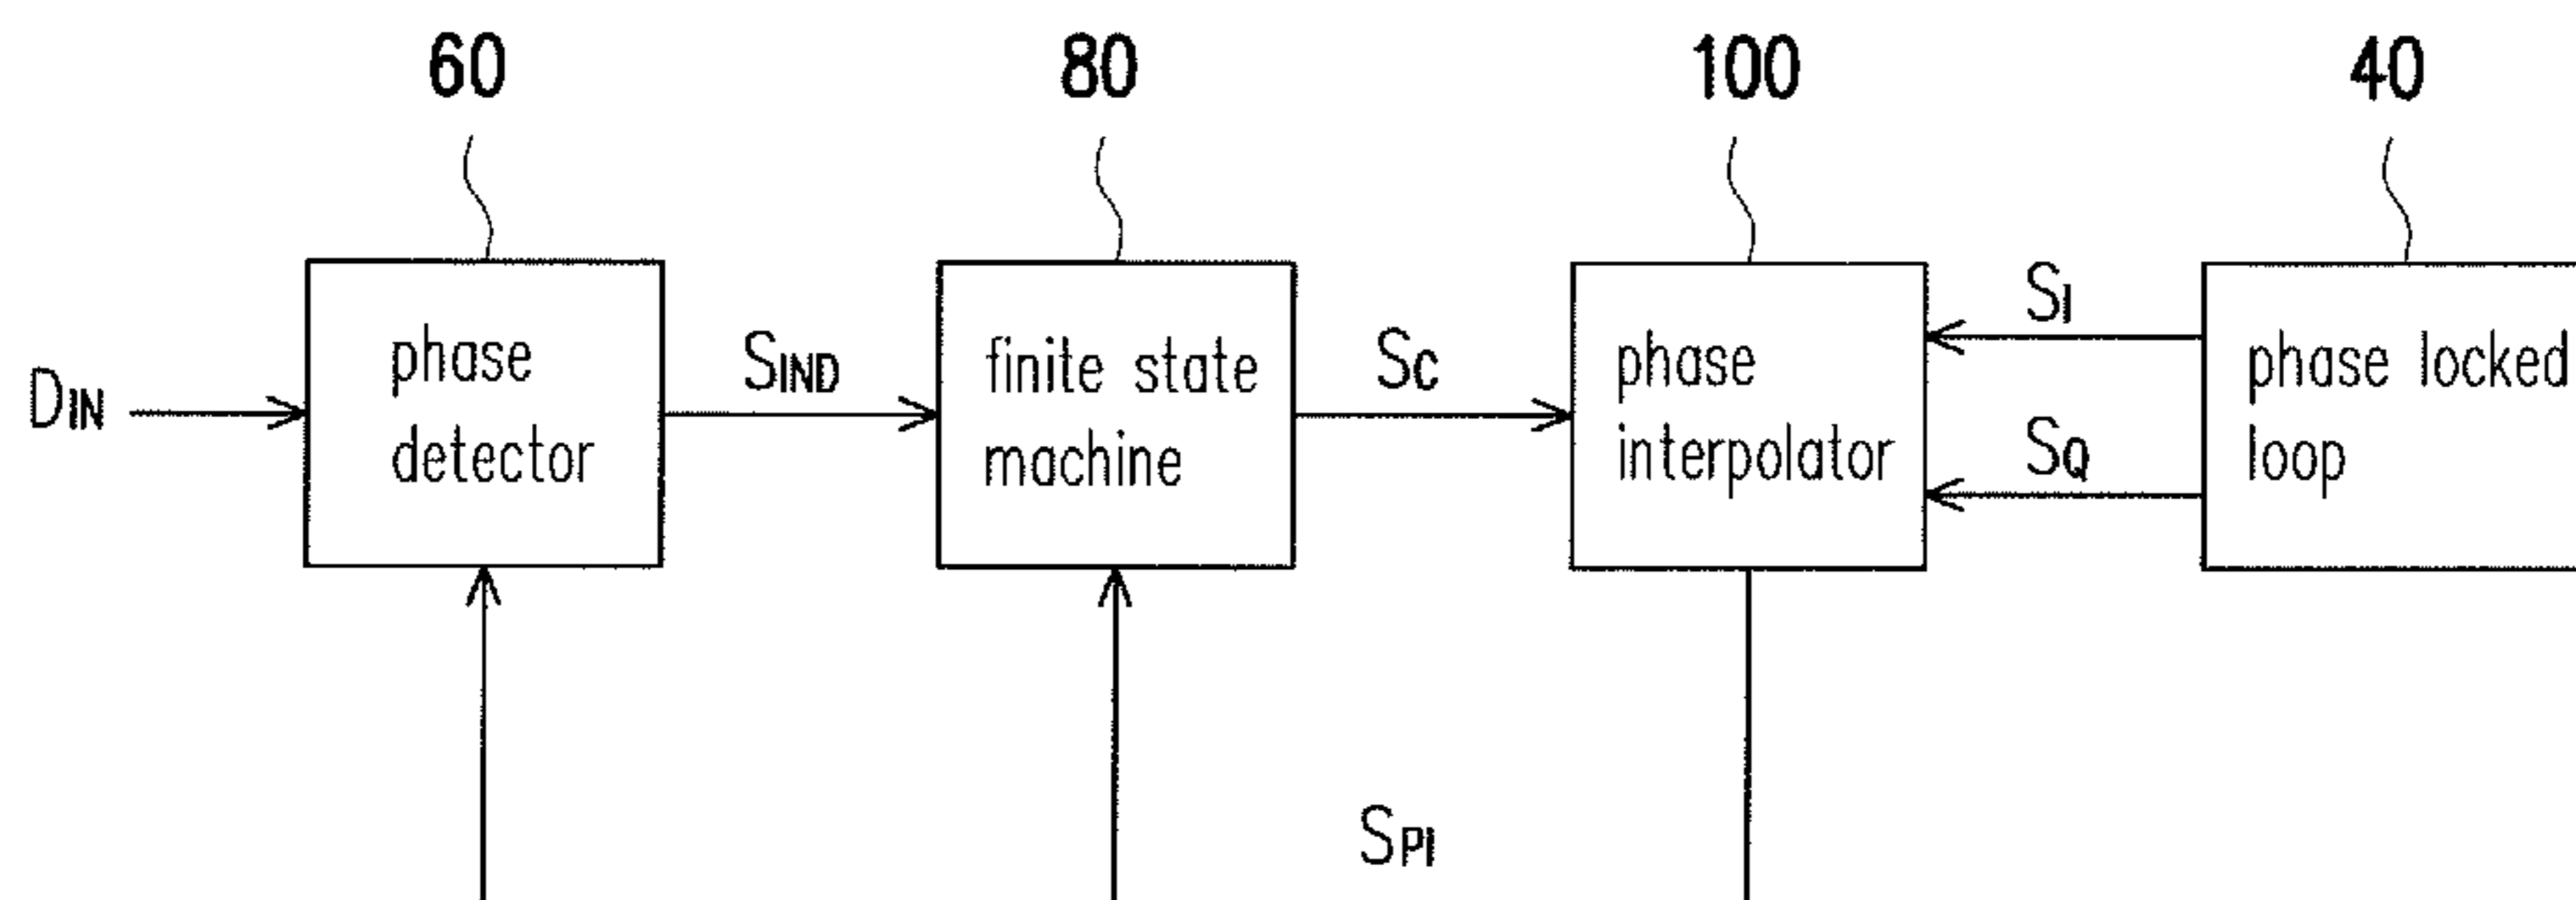 60
80
100
40
DIN
phase
detector
SIND
finite state
machine
SC
phase
interpolator
SI
SQ
phase locked
loop
SPI